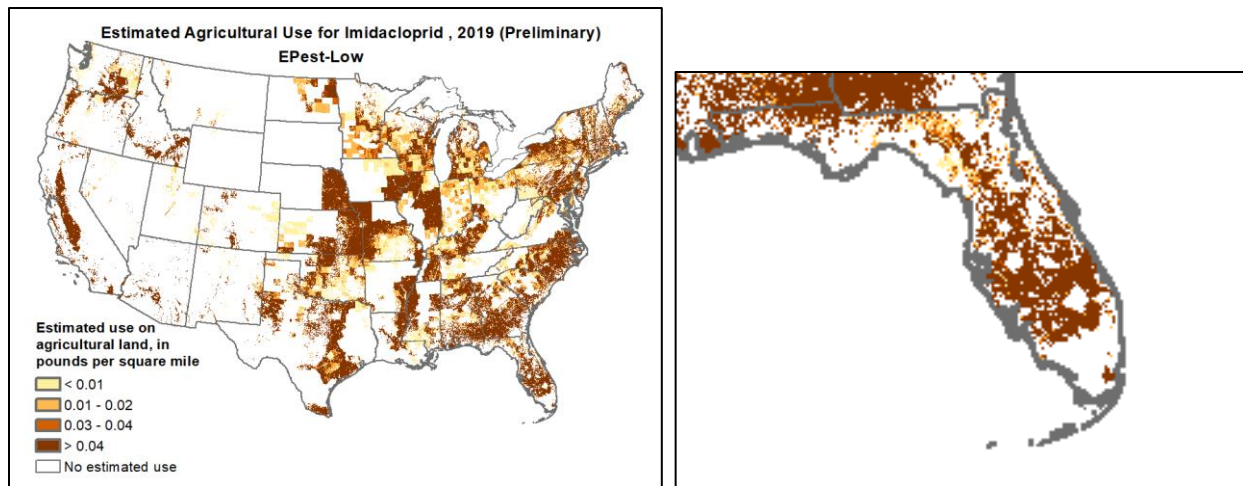 Estimated Agricultural Use for Imidacloprid , 2019 (Preliminary)
EPest-Low
Estimated use on
agricultural land, in
pounds per square mile
< 0.01
0.01 - 0.02
0.03 - 0.04
> 0.04
No estimated use